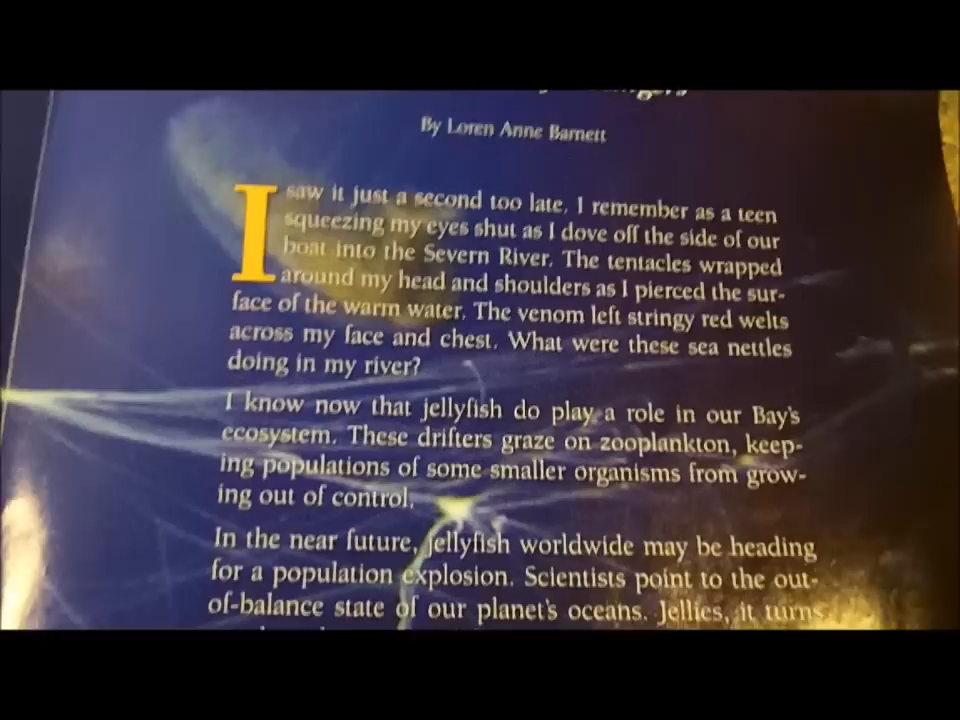 By Loren Anne Barnett
I saw it just a second too late. I remember as a teen
squeezing my eyes shut as I dove off the side of our
boat into the Severn River. The tentacles wrapped
around my head and shoulders as I pierced the sur-
face of the warm water. The venom left stringy red welts
across my face and chest. What were these sea nettles
doing in my river?
I know now that jellyfish do play a role in our Bay's
ecosystem. These drifters graze on zooplankton, keep-
ing populations of some smaller organisms from grow-
ing out of control.
In the near future, jellyfish worldwide may be heading
for a population explosion. Scientists point to the out-
of-balance state of our planet's oceans. Jellies, it turns